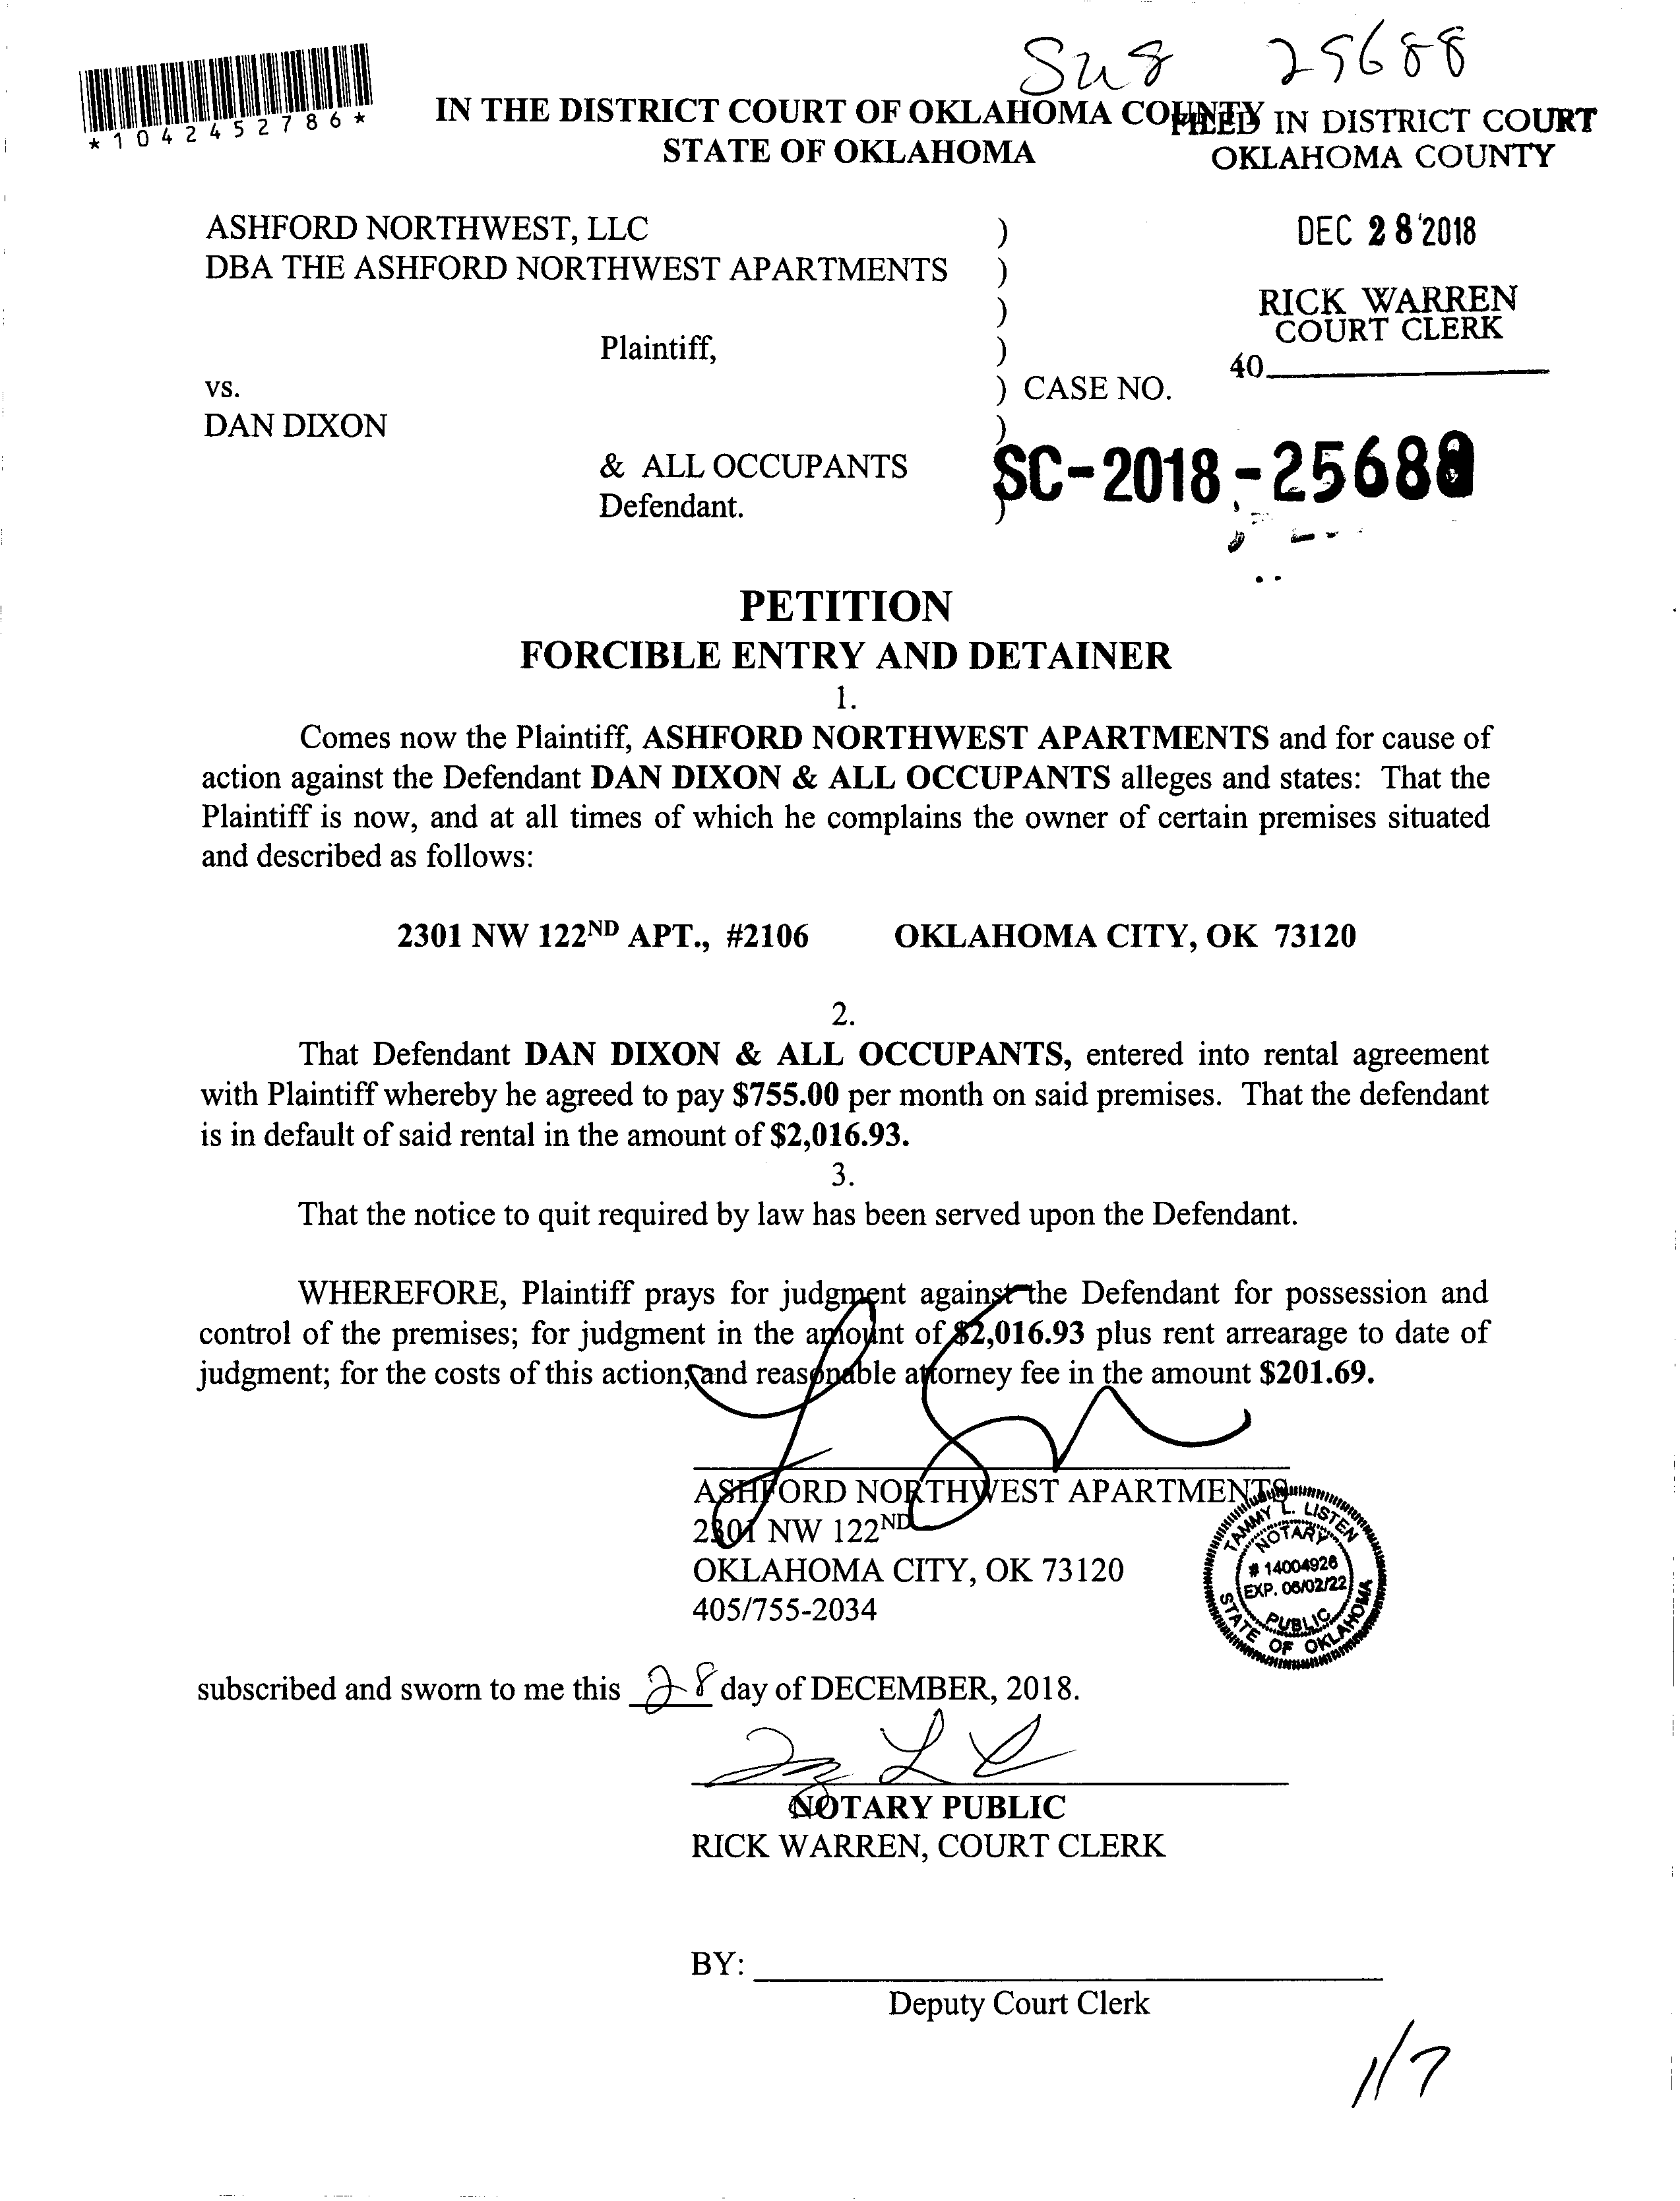 25688
*1042452786*
IN THE DISTRICT COURT OF OKLAHOMA COUNTY
STATE OF OKLAHOMA
FILED IN DISTRICT COURT
OKLAHOMA COUNTY
DEC 28 2018
RICK WARREN
COURT CLERK
40
ASHFORD NORTHWEST, LLC )
DBA THE ASHFORD NORTHWEST APARTMENTS )
)
Plaintiff, )
vs. ) CASE NO.
DAN DIXON )
& ALL OCCUPANTS
SC-2018-25688
Defendant. )
PETITION
FORCIBLE ENTRY AND DETAINER
1.
Comes now the Plaintiff, ASHFORD NORTHWEST APARTMENTS and for cause of
action against the Defendant DAN DIXON & ALL OCCUPANTS alleges and states: That the
Plaintiff is now, and at all times of which he complains the owner of certain premises situated
and described as follows:
2301 NW 122ND APT., #2106 OKLAHOMA CITY, OK 73120
2.
That Defendant DAN DIXON & ALL OCCUPANTS, entered into rental agreement
with Plaintiff whereby he agreed to pay $755.00 per month on said premises. That the defendant
is in default of said rental in the amount of $2,016.93.
3.
That the notice to quit required by law has been served upon the Defendant.
WHEREFORE, Plaintiff prays for judgment against the Defendant for possession and
control of the premises; for judgment in the amount of $2,016.93 plus rent arrearage to date of
judgment; for the costs of this action, and reasonable attorney fee in the amount $201.69.
ASHFORD NORTHWEST APARTMENTS
2301 NW 122ND
OKLAHOMA CITY, OK 73120
405/755-2034
TAMMY L. LISTEN
NOTARY
# 14004926
EXP. 06/02/22
PUBLIC
STATE OF OKLAHOMA
subscribed and sworn to me this 28 day of DECEMBER, 2018.
NOTARY PUBLIC
RICK WARREN, COURT CLERK
BY:
Deputy Court Clerk
1/7